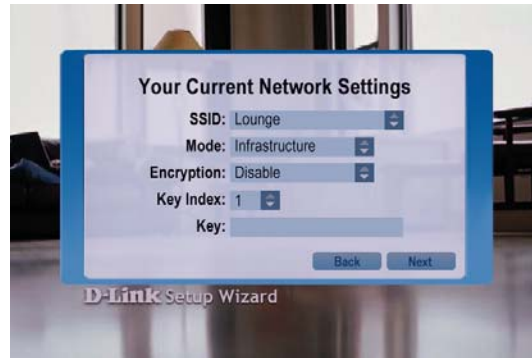 Your Current Network Settings
SSID: Lounge
Mode: Infrastructure
Encryption: Disable
Key Index: 1
Key:
Back Next
D-Link Setup Wizard